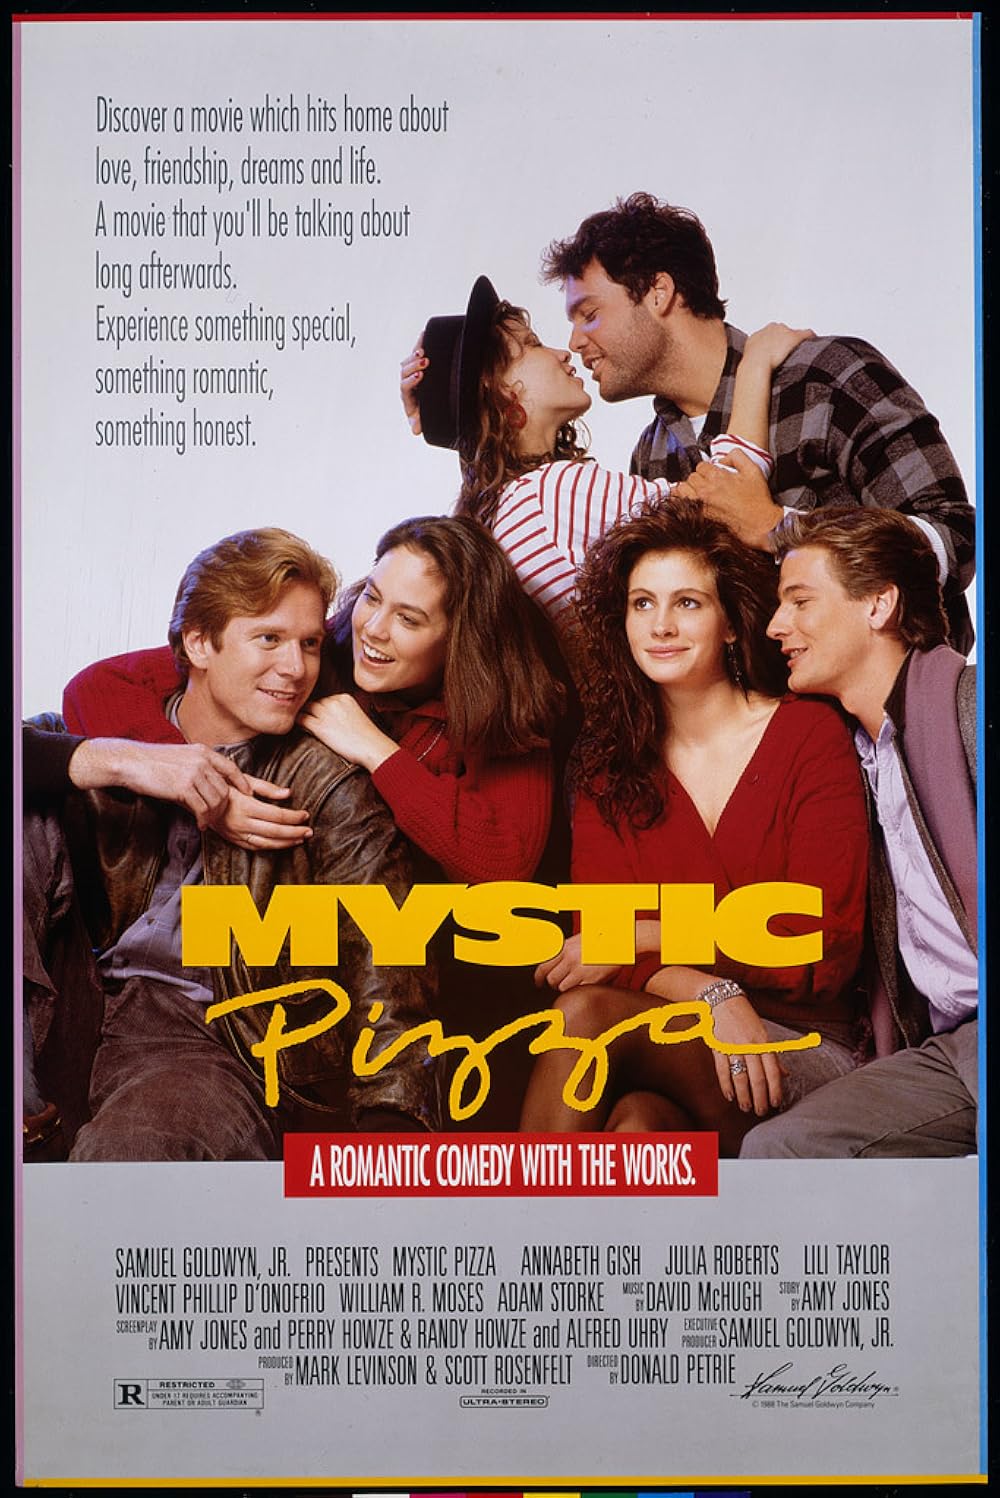 Discover a movie which hits home about
love, friendship, dreams and life.
A movie that you'll be talking about
long afterwards.
Experience something special,
something romantic,
something honest.
MYSTIC
Pizza
A ROMANTIC COMEDY WITH THE WORKS.
SAMUEL GOLDWYN, JR. PRESENTS MYSTIC PIZZA ANNABETH GISH JULIA ROBERTS LILI TAYLOR
VINCENT PHILLIP D'ONOFRIO WILLIAM R. MOSES ADAM STORKE MUSIC BY DAVID McHUGH STORY BY AMY JONES
SCREENPLAY BY AMY JONES and PERRY HOWZE & RANDY HOWZE and ALFRED UHRY EXECUTIVE PRODUCER SAMUEL GOLDWYN, JR.
PRODUCED BY MARK LEVINSON & SCOTT ROSENFELT DIRECTED BY DONALD PETRIE Samuel Goldwyn ®
R RESTRICTED
UNDER 17 REQUIRES ACCOMPANYING
PARENT OR ADULT GUARDIAN
®
RECORDED IN
ULTRA-STEREO
© 1988 The Samuel Goldwyn Company